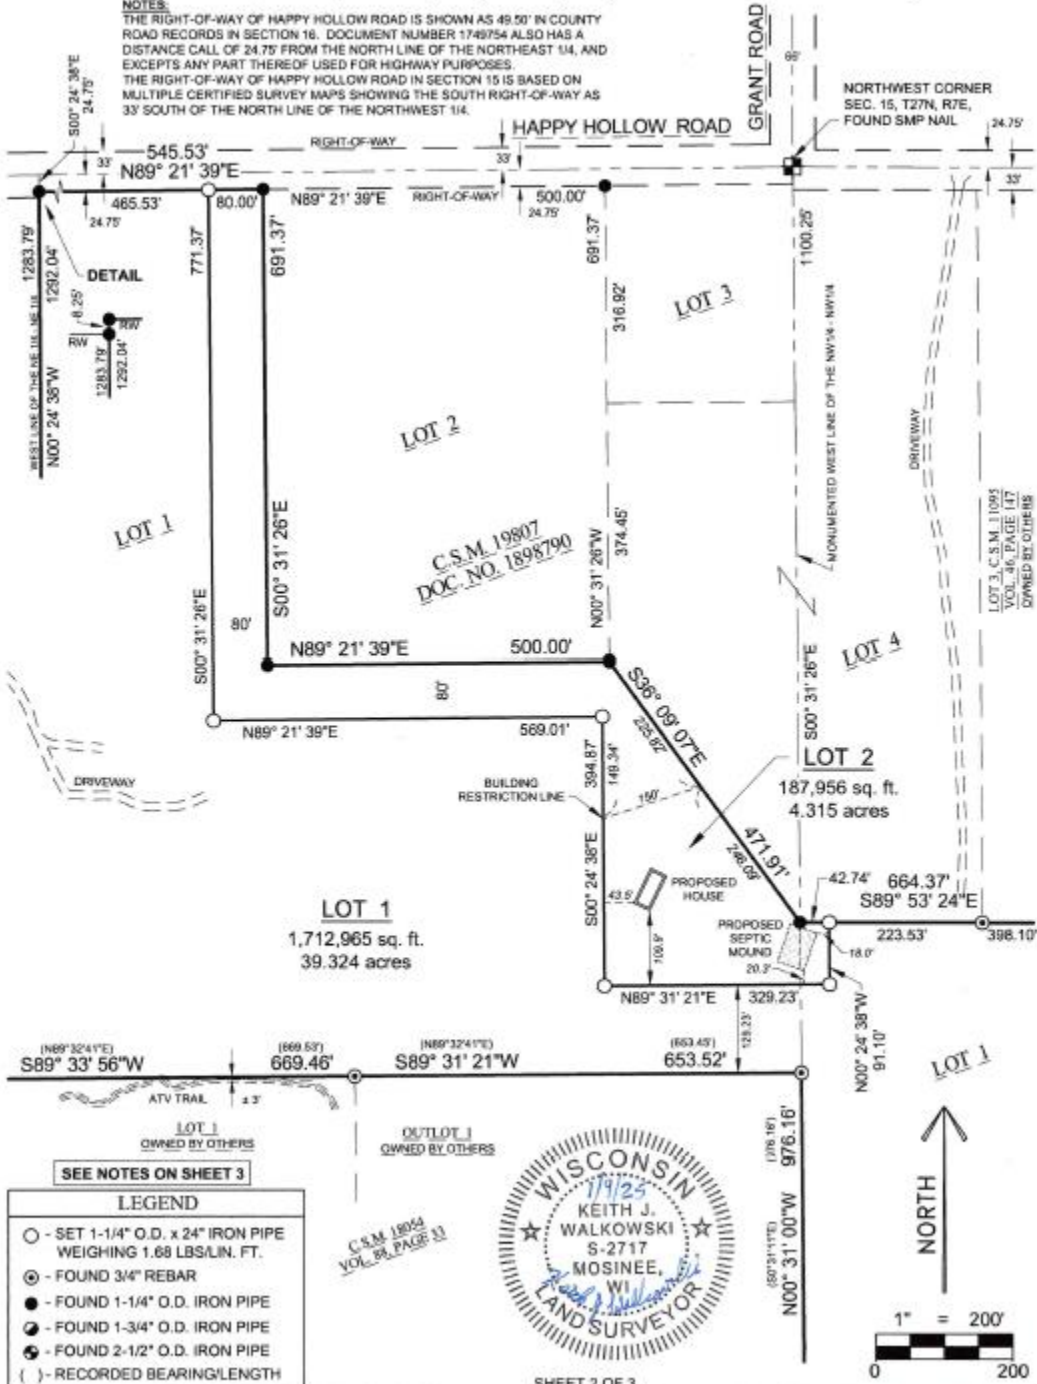 NOTES:
THE RIGHT-OF-WAY OF HAPPY HOLLOW ROAD IS SHOWN AS 49.50' IN COUNTY
ROAD RECORDS IN SECTION 16. DOCUMENT NUMBER 1749754 ALSO HAS A
DISTANCE CALL OF 24.75' FROM THE NORTH LINE OF THE NORTHEAST 1/4, AND
EXCEPTS ANY PART THEREOF USED FOR HIGHWAY PURPOSES.
THE RIGHT-OF-WAY OF HAPPY HOLLOW ROAD IN SECTION 15 IS BASED ON
MULTIPLE CERTIFIED SURVEY MAPS SHOWING THE SOUTH RIGHT-OF-WAY AS
33' SOUTH OF THE NORTH LINE OF THE NORTHWEST 1/4.
GRANT ROAD
66'
NORTHWEST CORNER
SEC. 15, T27N, R7E,
FOUND SMP NAIL
S00° 24' 38"E
24.75'
HAPPY HOLLOW ROAD
RIGHT-OF-WAY
24.75'
33'
545.53'
N89° 21' 39"E
33'
33'
465.53'
80.00'
N89° 21' 39"E
RIGHT-OF-WAY
500.00'
24.75'
24.75'
1283.79'
1292.04'
WEST LINE OF THE NE 1/4 - NE 1/4
N00° 24' 38"W
DETAIL
8.25'
RW
RW
1283.79'
1292.04'
771.37'
691.37'
691.37'
316.92'
1100.25'
LOT 3
LOT 2
MONUMENTED WEST LINE OF THE NW1/4 - NW1/4
DRIVEWAY
LOT 3, C.S.M. 11095
VOL. 46, PAGE 147
OWNED BY OTHERS
LOT 1
C.S.M. 19807
DOC. NO. 1898790
S00° 31' 26"E
S00° 31' 26"E
80'
N00° 31' 26"W
374.45'
S00° 31' 26"E
LOT 4
N89° 21' 39"E
500.00'
80'
N89° 21' 39"E
569.01'
S36° 09' 07"E
225.82'
471.91'
246.09'
DRIVEWAY
BUILDING
RESTRICTION LINE
394.87'
149.34'
150'
S00° 24' 38"E
LOT 2
187,956 sq. ft.
4.315 acres
43.5'
PROPOSED
HOUSE
109.9'
42.74'
664.37'
S89° 53' 24"E
223.53'
398.10'
PROPOSED
SEPTIC
MOUND
18.0'
20.3'
LOT 1
1,712,965 sq. ft.
39.324 acres
N89° 31' 21"E
329.23'
N00° 24' 38"W
91.10'
129.23'
LOT 1
(N89°32'41"E)
S89° 33' 56"W
(669.53')
669.46'
(N89°32'41"E)
S89° 31' 21"W
(653.45')
653.52'
ATV TRAIL
± 3'
LOT 1
OWNED BY OTHERS
OUTLOT 1
OWNED BY OTHERS
C.S.M. 18054
VOL. 88, PAGE 33
976.16'
N00° 31' 00"W
SEE NOTES ON SHEET 3
LEGEND
- SET 1-1/4" O.D. x 24" IRON PIPE
WEIGHING 1.68 LBS/LIN. FT.
- FOUND 3/4" REBAR
- FOUND 1-1/4" O.D. IRON PIPE
- FOUND 1-3/4" O.D. IRON PIPE
- FOUND 2-1/2" O.D. IRON PIPE
( ) - RECORDED BEARING/LENGTH
WISCONSIN
1/9/25
KEITH J.
WALKOWSKI
S-2717
MOSINEE,
WI
LAND SURVEYOR
NORTH
1" = 200'
0 200
SHEET 2 OF 3